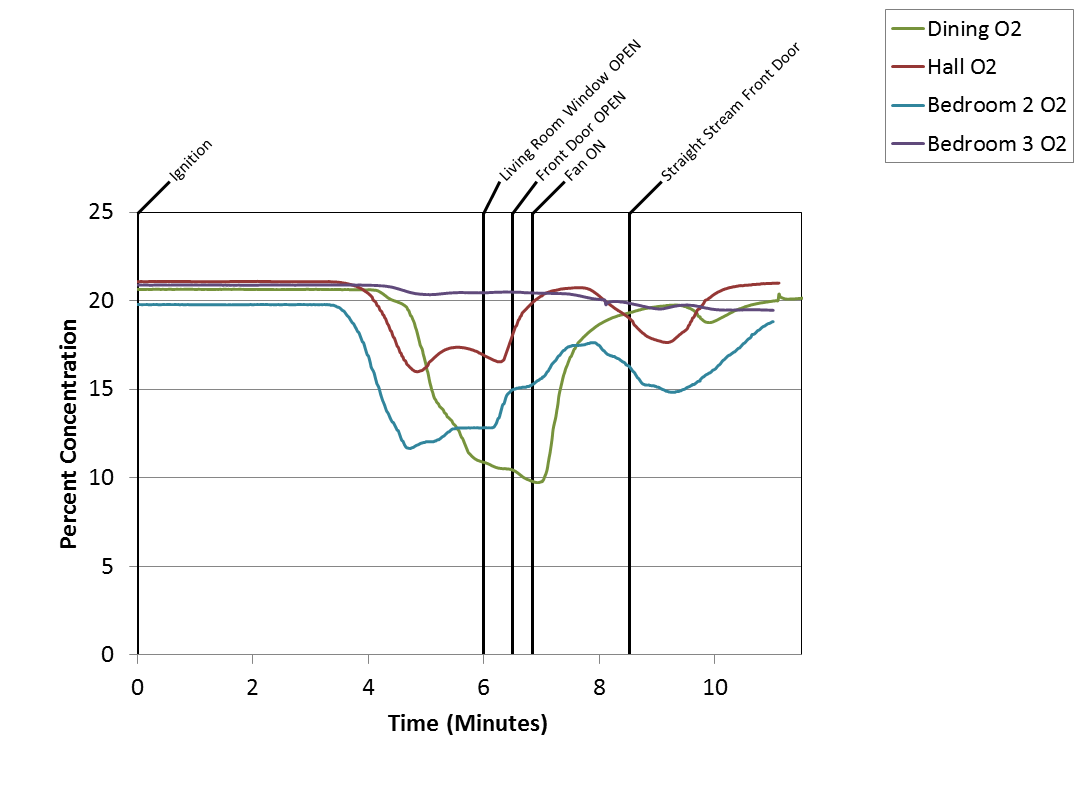 Dining O2
Hall O2
Bedroom 2 O2
Bedroom 3 O2
Ignition
Living Room Window OPEN
Front Door OPEN
Fan ON
Straight Stream Front Door
25
20
15
10
5
0
Percent Concentration
0 2 4 6 8 10
Time (Minutes)